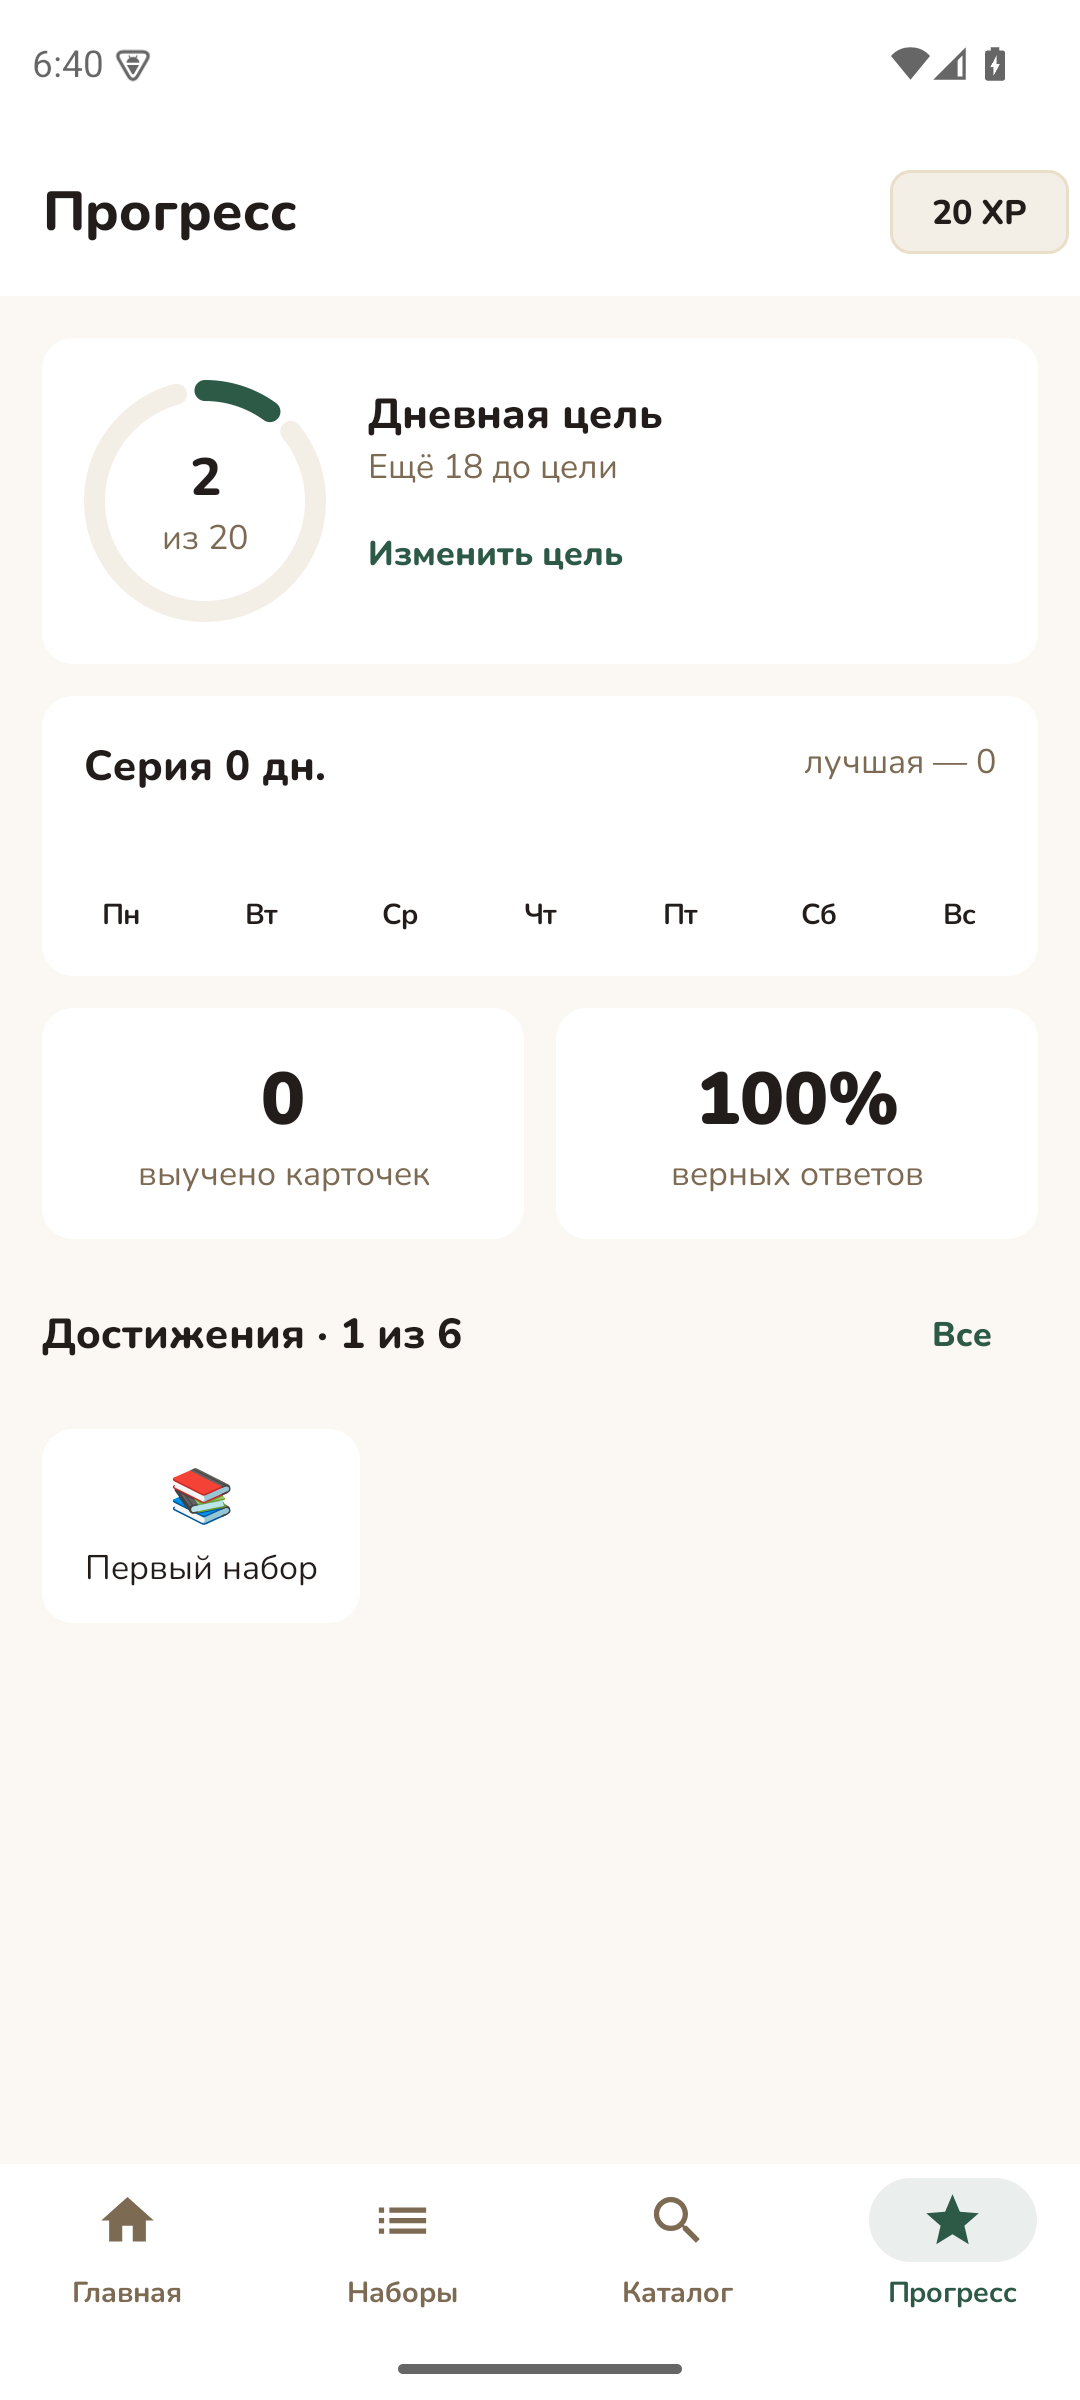 6:40
Прогресс
20 XP
2
из 20
Дневная цель
Ещё 18 до цели
Изменить цель
Серия 0 дн.
лучшая — 0
Пн Вт Ср Чт Пт Сб Вс
0
выучено карточек
100%
верных ответов
Достижения · 1 из 6
Все
Первый набор
Главная Наборы Каталог Прогресс